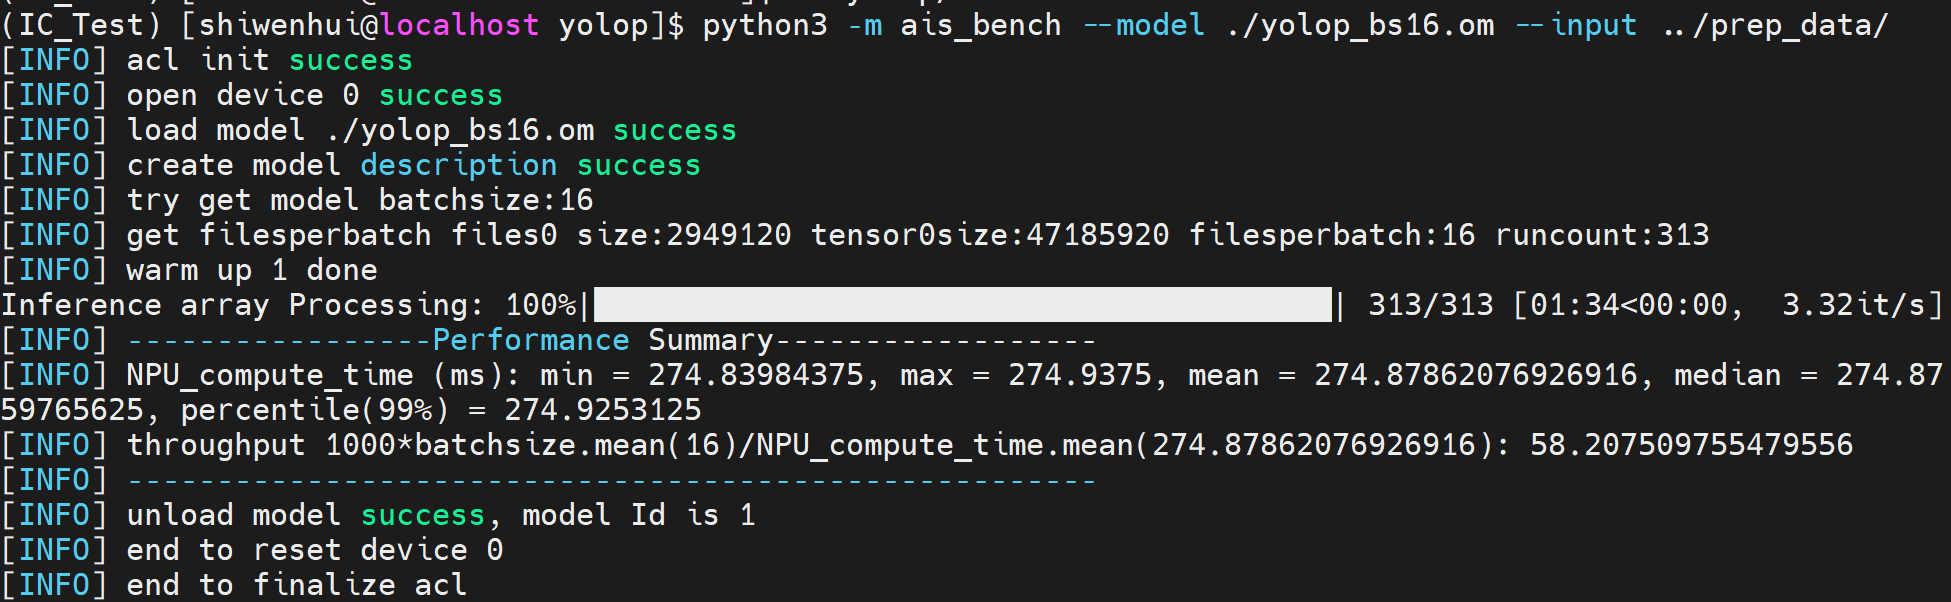 (IC_Test) [shiwenhui@localhost yolop]$ python3 -m ais_bench --model ./yolop_bs16.om --input ../prep_data/
[INFO] acl init success
[INFO] open device 0 success
[INFO] load model ./yolop_bs16.om success
[INFO] create model description success
[INFO] try get model batchsize:16
[INFO] get filesperbatch files0 size:2949120 tensor0size:47185920 filesperbatch:16 runcount:313
[INFO] warm up 1 done
Inference array Processing: 100%|          | 313/313 [01:34<00:00,  3.32it/s]
[INFO] -----------------Performance Summary------------------
[INFO] NPU_compute_time (ms): min = 274.83984375, max = 274.9375, mean = 274.87862076926916, median = 274.87
59765625, percentile(99%) = 274.9253125
[INFO] throughput 1000*batchsize.mean(16)/NPU_compute_time.mean(274.87862076926916): 58.207509755479556
[INFO] ------------------------------------------------------
[INFO] unload model success, model Id is 1
[INFO] end to reset device 0
[INFO] end to finalize acl